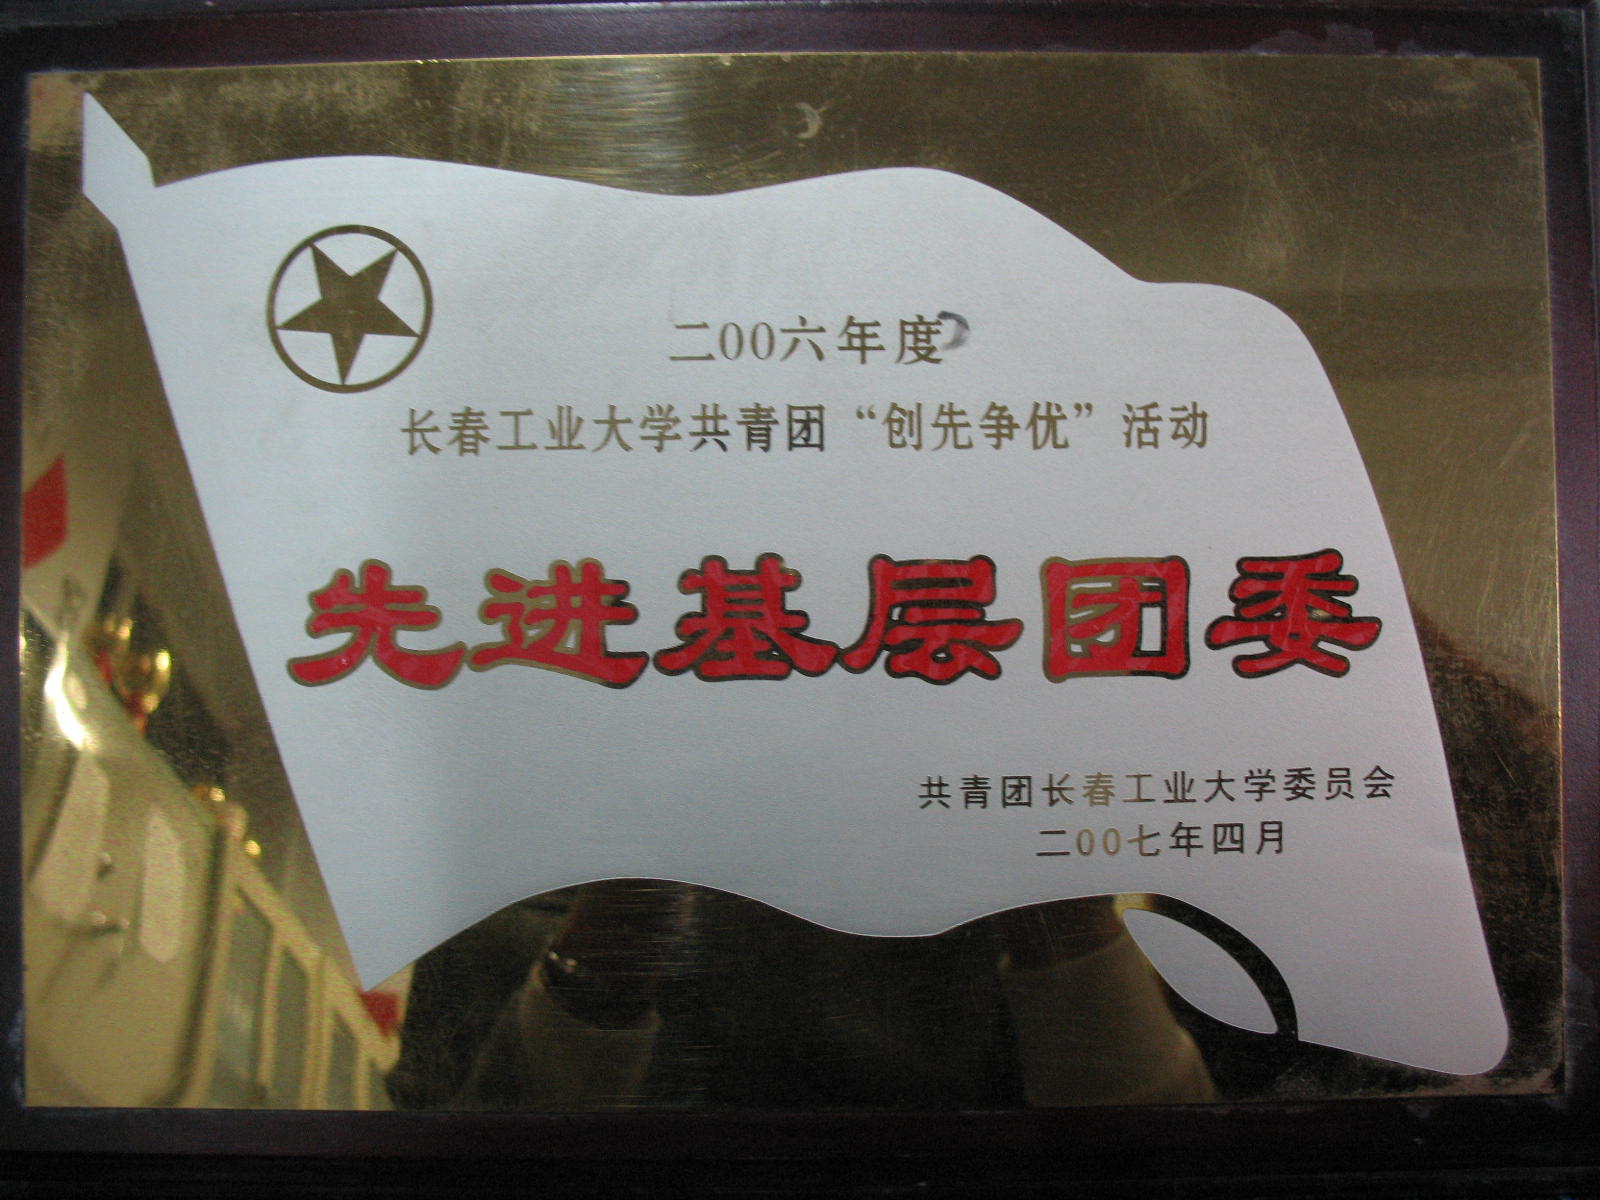 二00六年度
长春工业大学共青团“创先争优”活动
先进基层团委
共青团长春工业大学委员会
二00七年四月